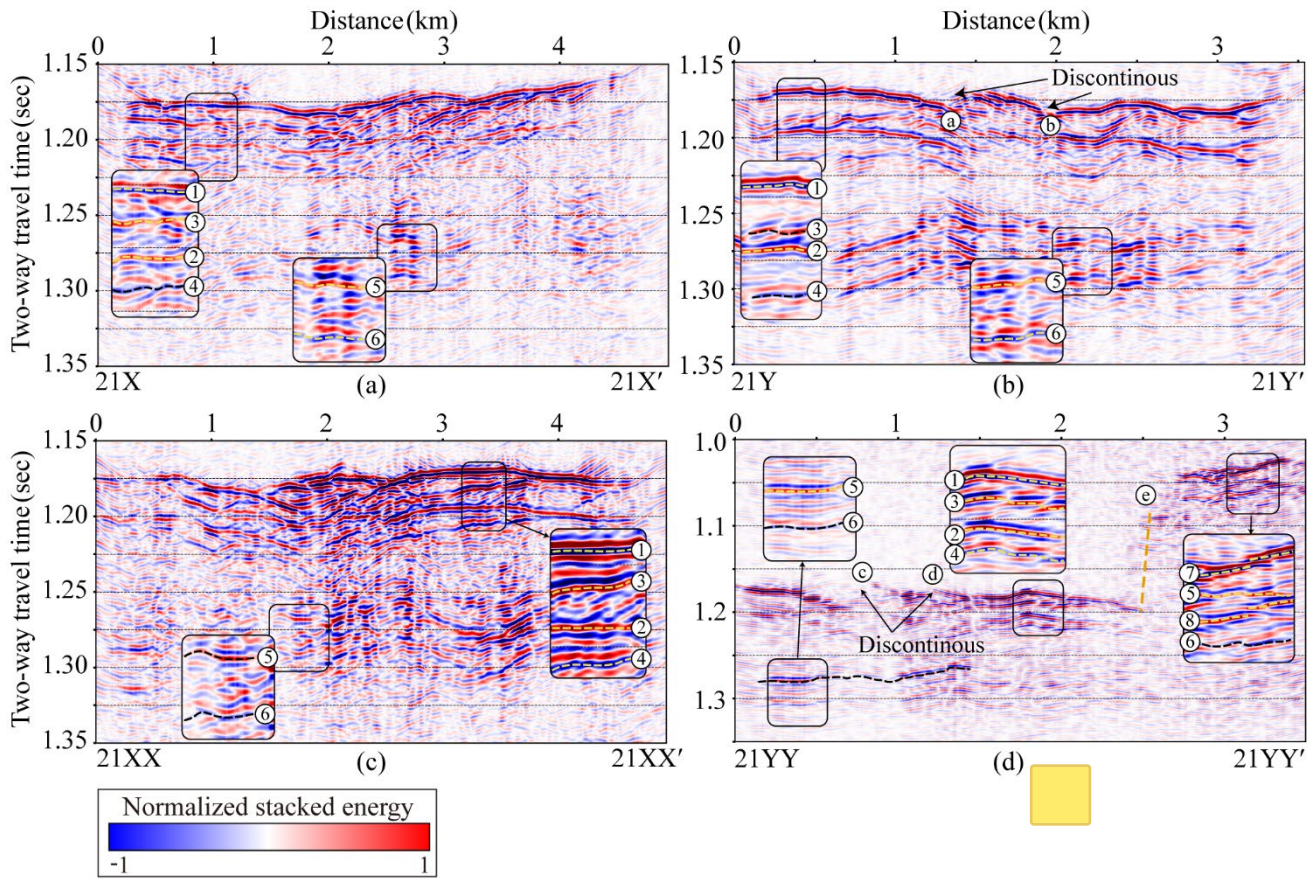 Distance(km)
Distance(km)
0 1 2 3 4
0 1 2 3
Two-way travel time(sec)
1.15
1.20
1.25
1.30
1.35
1
3
2
4
5
6
21X
(a)
21X′
1.15
1.20
1.25
1.30
1.35
Discontinous
a
b
1
3
2
4
5
6
21Y
(b)
21Y′
0 1 2 3 4
Two-way travel time(sec)
1.15
1.20
1.25
1.30
1.35
1
3
2
4
5
6
21XX
(c)
21XX′
0 1 2 3
1.0
1.1
1.2
1.3
5
6
1
3
2
4
e
c
d
Discontinous
7
5
8
6
21YY
(d)
21YY′
Normalized stacked energy
-1 1